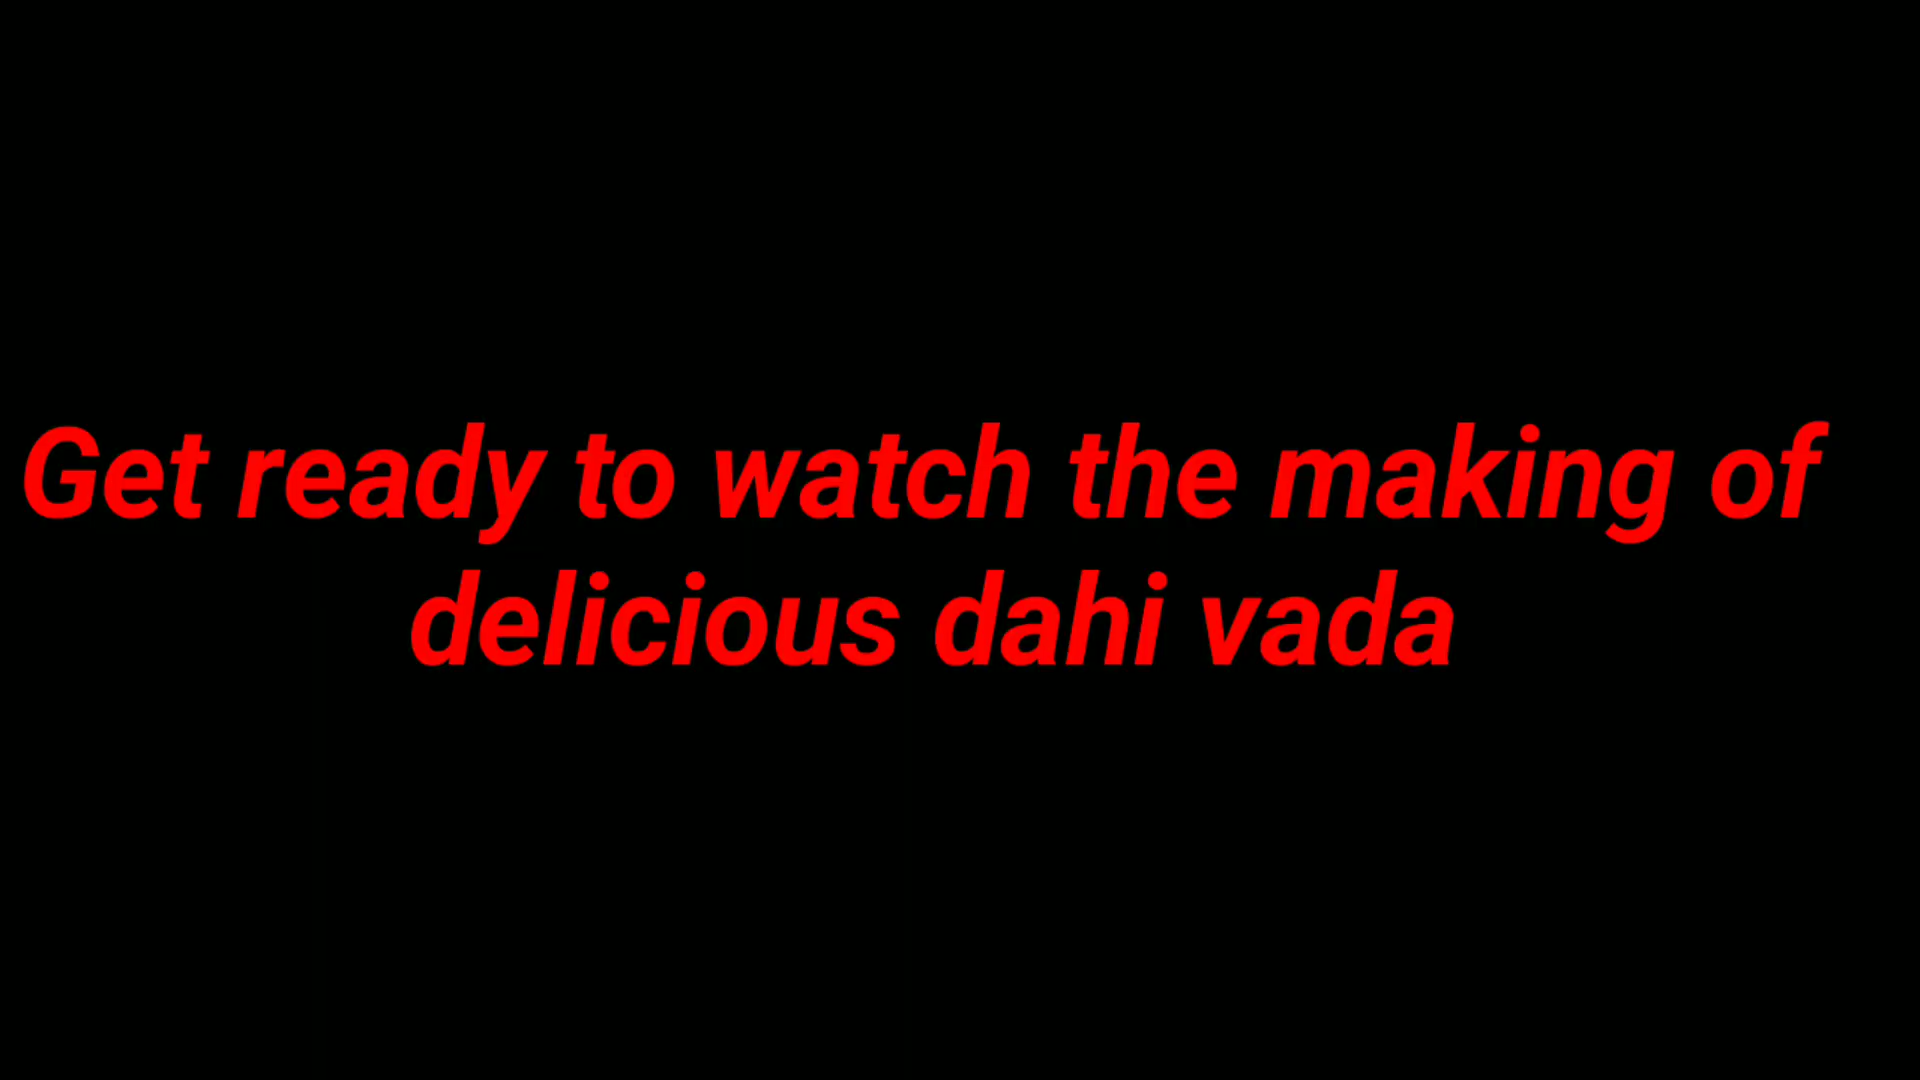 Get ready to watch the making of
delicious dahi vada